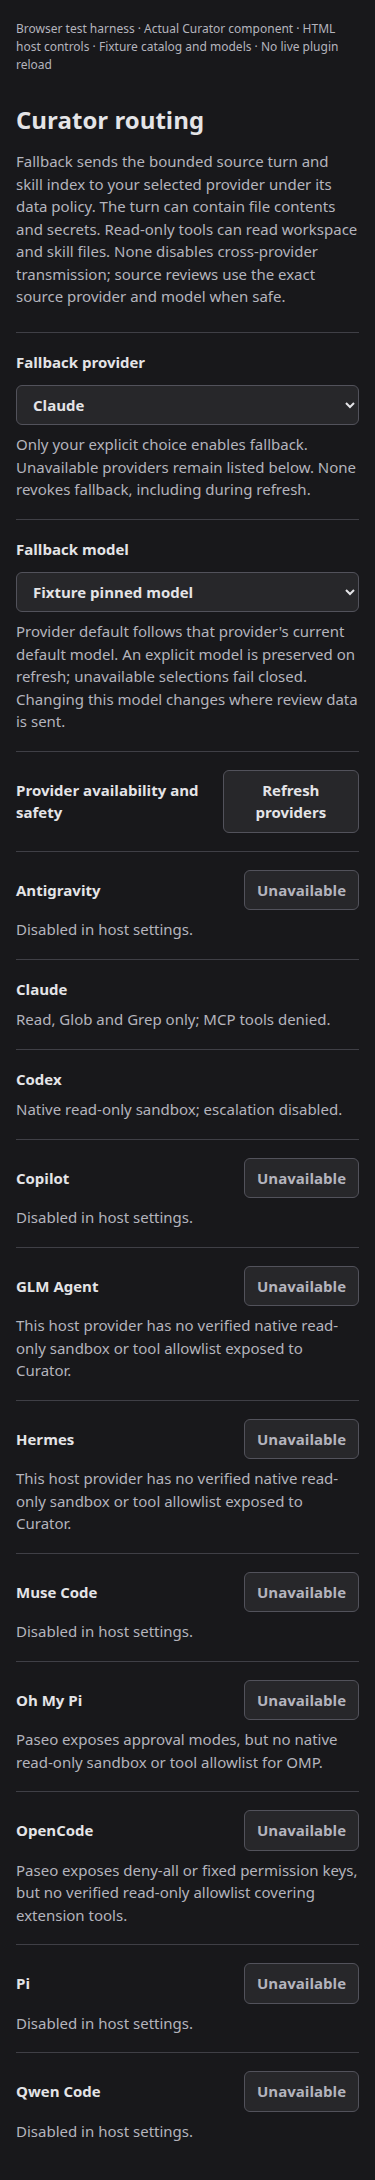 Browser test harness · Actual Curator component · HTML
host controls · Fixture catalog and models · No live plugin
reload
Curator routing
Fallback sends the bounded source turn and
skill index to your selected provider under its
data policy. The turn can contain file contents
and secrets. Read-only tools can read workspace
and skill files. None disables cross-provider
transmission; source reviews use the exact
source provider and model when safe.
Fallback provider
Claude
Only your explicit choice enables fallback.
Unavailable providers remain listed below. None
revokes fallback, including during refresh.
Fallback model
Fixture pinned model
Provider default follows that provider's current
default model. An explicit model is preserved on
refresh; unavailable selections fail closed.
Changing this model changes where review data
is sent.
Provider availability and
safety
Refresh
providers
Antigravity
Unavailable
Disabled in host settings.
Claude
Read, Glob and Grep only; MCP tools denied.
Codex
Native read-only sandbox; escalation disabled.
Copilot
Unavailable
Disabled in host settings.
GLM Agent
Unavailable
This host provider has no verified native read-
only sandbox or tool allowlist exposed to
Curator.
Hermes
Unavailable
This host provider has no verified native read-
only sandbox or tool allowlist exposed to
Curator.
Muse Code
Unavailable
Disabled in host settings.
Oh My Pi
Unavailable
Paseo exposes approval modes, but no native
read-only sandbox or tool allowlist for OMP.
OpenCode
Unavailable
Paseo exposes deny-all or fixed permission keys,
but no verified read-only allowlist covering
extension tools.
Pi
Unavailable
Disabled in host settings.
Qwen Code
Unavailable
Disabled in host settings.